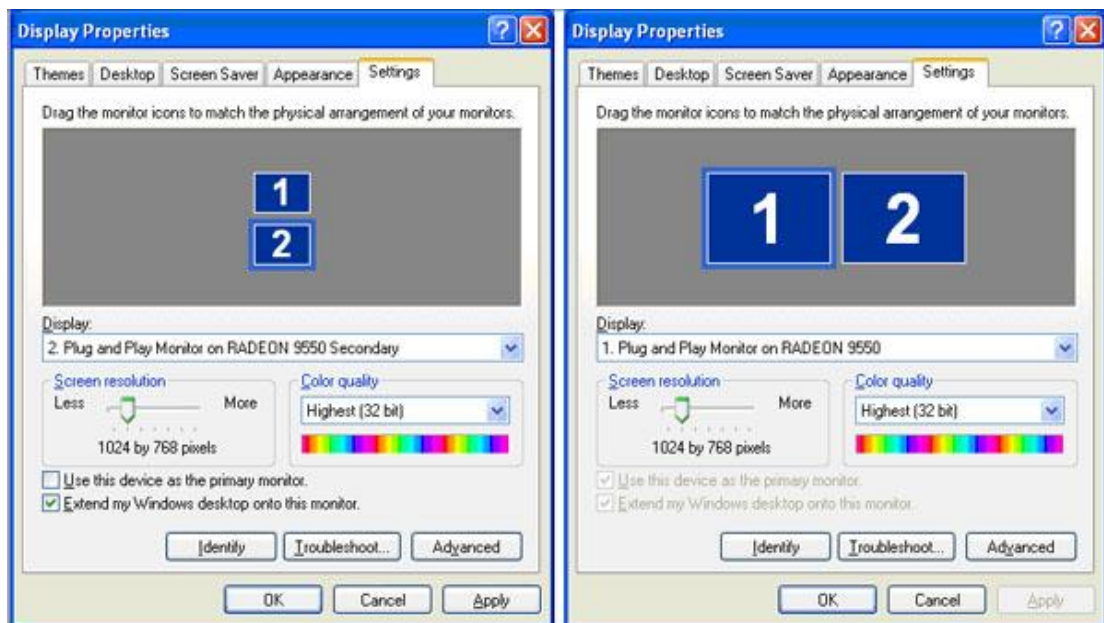 Display Properties
Themes Desktop Screen Saver Appearance Settings
Drag the monitor icons to match the physical arrangement of your monitors.
1
2
Display:
2. Plug and Play Monitor on RADEON 9550 Secondary
Screen resolution
Less More
1024 by 768 pixels
Color quality
Highest (32 bit)
Use this device as the primary monitor.
Extend my Windows desktop onto this monitor.
Identify Troubleshoot... Advanced
OK Cancel Apply
Display Properties
Themes Desktop Screen Saver Appearance Settings
Drag the monitor icons to match the physical arrangement of your monitors.
1 2
Display:
1. Plug and Play Monitor on RADEON 9550
Screen resolution
Less More
1024 by 768 pixels
Color quality
Highest (32 bit)
Use this device as the primary monitor.
Extend my Windows desktop onto this monitor.
Identify Troubleshoot... Advanced
OK Cancel Apply